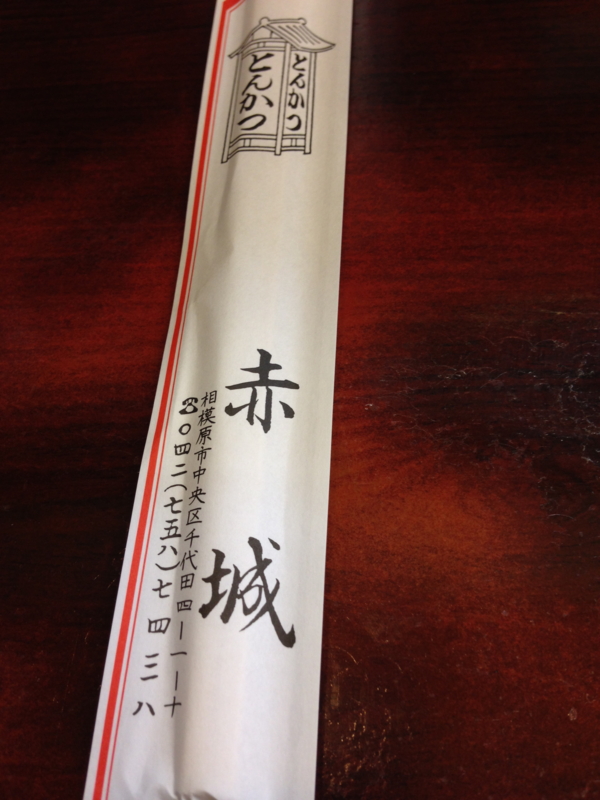 とんかつ
とんかつ
赤城
相模原市中央区千代田四ー一ー十
☎〇四二(七五八)七四三八